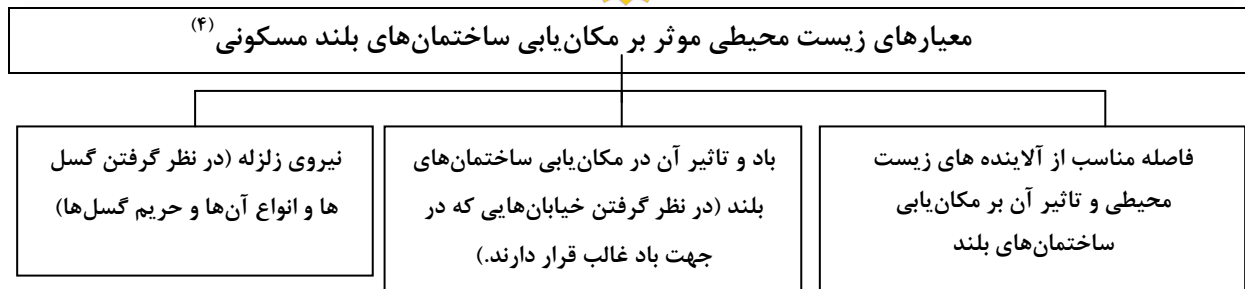 معیارهای زیست محیطی موثر بر مکان‌یابی ساختمان‌های بلند مسکونی(۴)
فاصله مناسب از آلاینده های زیست
محیطی و تاثیر آن بر مکان‌یابی
ساختمان‌های بلند
باد و تاثیر آن در مکان‌یابی ساختمان‌های
بلند (در نظر گرفتن خیابان‌هایی که در
جهت باد غالب قرار دارند.)
نیروی زلزله (در نظر گرفتن گسل
ها و انواع آن‌ها و حریم گسل‌ها)